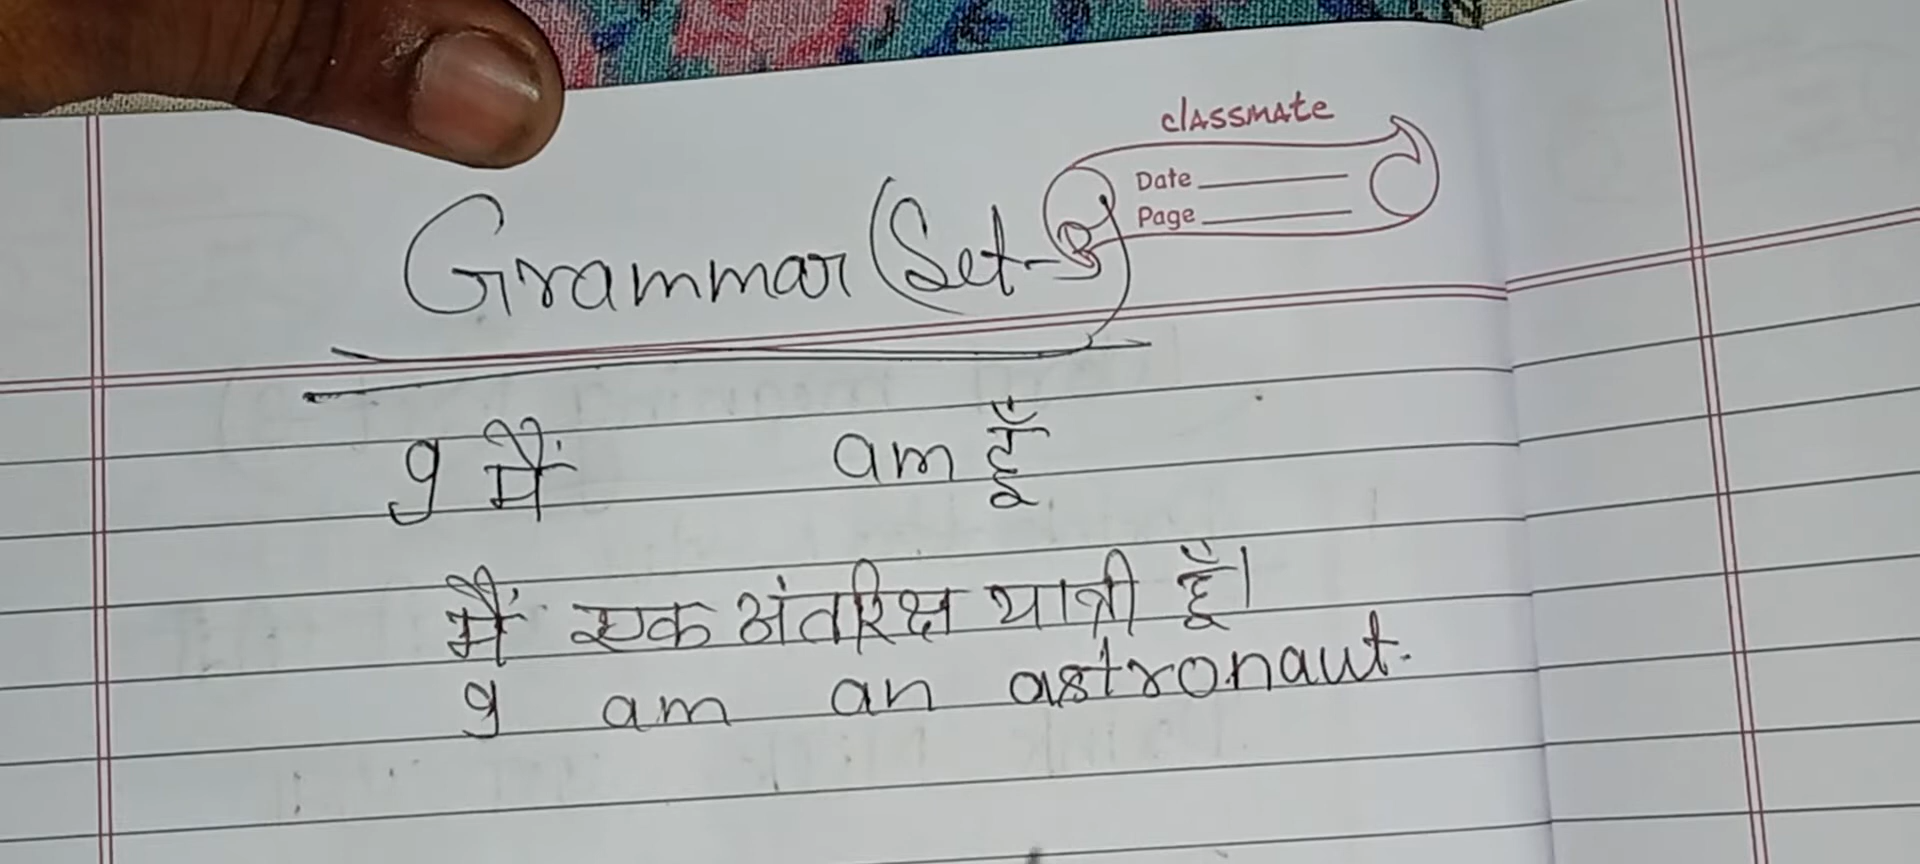 classmate
Date
Page
Grammar (Set-B)
I मैं am हूँ
मैं एक अंतरिक्ष यात्री हूँ।
I am an astronaut.